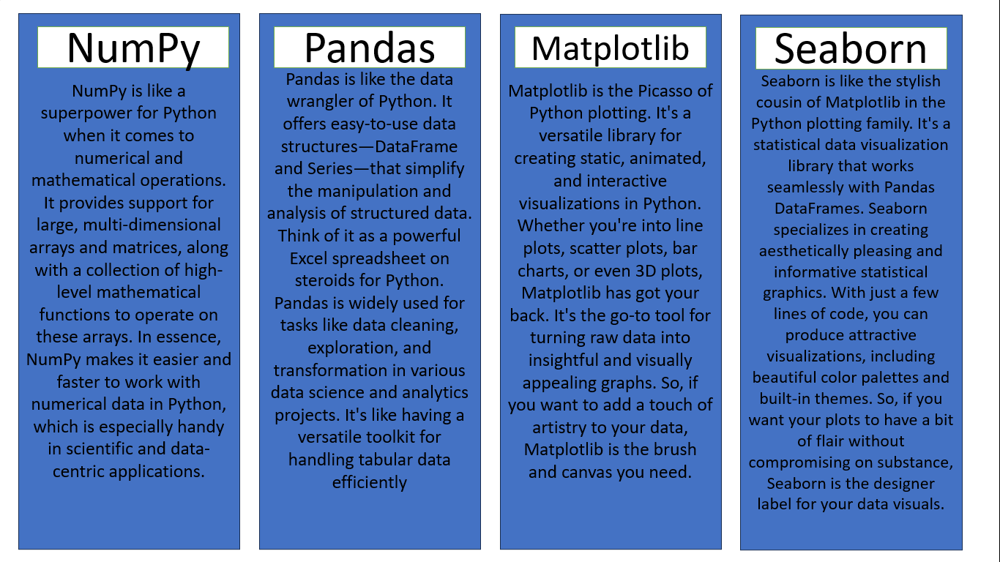 NumPy
NumPy is like a
superpower for Python
when it comes to
numerical and
mathematical operations.
It provides support for
large, multi-dimensional
arrays and matrices, along
with a collection of high-
level mathematical
functions to operate on
these arrays. In essence,
NumPy makes it easier and
faster to work with
numerical data in Python,
which is especially handy
in scientific and data-
centric applications.
Pandas
Pandas is like the data
wrangler of Python. It
offers easy-to-use data
structures—DataFrame
and Series—that simplify
the manipulation and
analysis of structured data.
Think of it as a powerful
Excel spreadsheet on
steroids for Python.
Pandas is widely used for
tasks like data cleaning,
exploration, and
transformation in various
data science and analytics
projects. It's like having a
versatile toolkit for
handling tabular data
efficiently
Matplotlib
Matplotlib is the Picasso of
Python plotting. It's a
versatile library for
creating static, animated,
and interactive
visualizations in Python.
Whether you're into line
plots, scatter plots, bar
charts, or even 3D plots,
Matplotlib has got your
back. It's the go-to tool for
turning raw data into
insightful and visually
appealing graphs. So, if
you want to add a touch of
artistry to your data,
Matplotlib is the brush
and canvas you need.
Seaborn
Seaborn is like the stylish
cousin of Matplotlib in the
Python plotting family. It's a
statistical data visualization
library that works
seamlessly with Pandas
DataFrames. Seaborn
specializes in creating
aesthetically pleasing and
informative statistical
graphics. With just a few
lines of code, you can
produce attractive
visualizations, including
beautiful color palettes and
built-in themes. So, if you
want your plots to have a bit
of flair without
compromising on substance,
Seaborn is the designer
label for your data visuals.